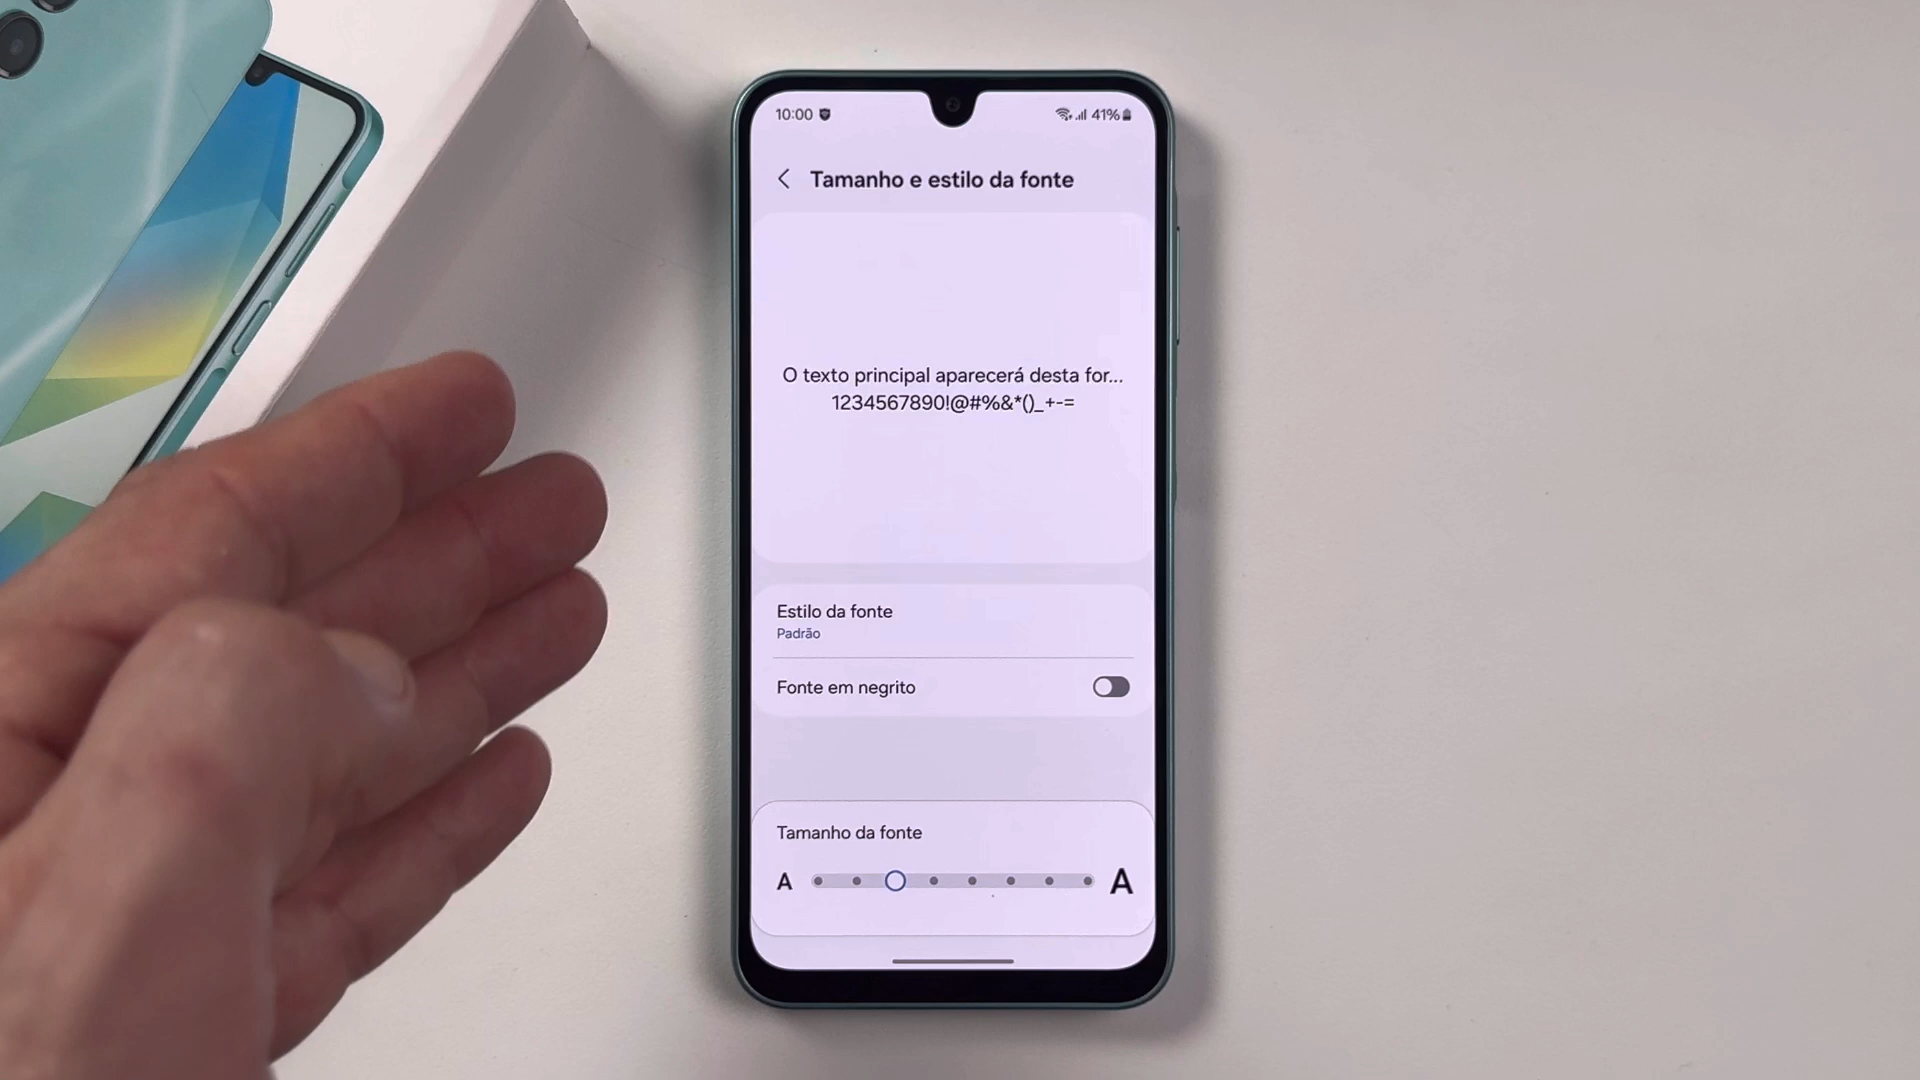 10:00 41%
Tamanho e estilo da fonte
O texto principal aparecerá desta for...
1234567890!@#%&*()_+-=
Estilo da fonte
Padrão
Fonte em negrito
Tamanho da fonte
A A